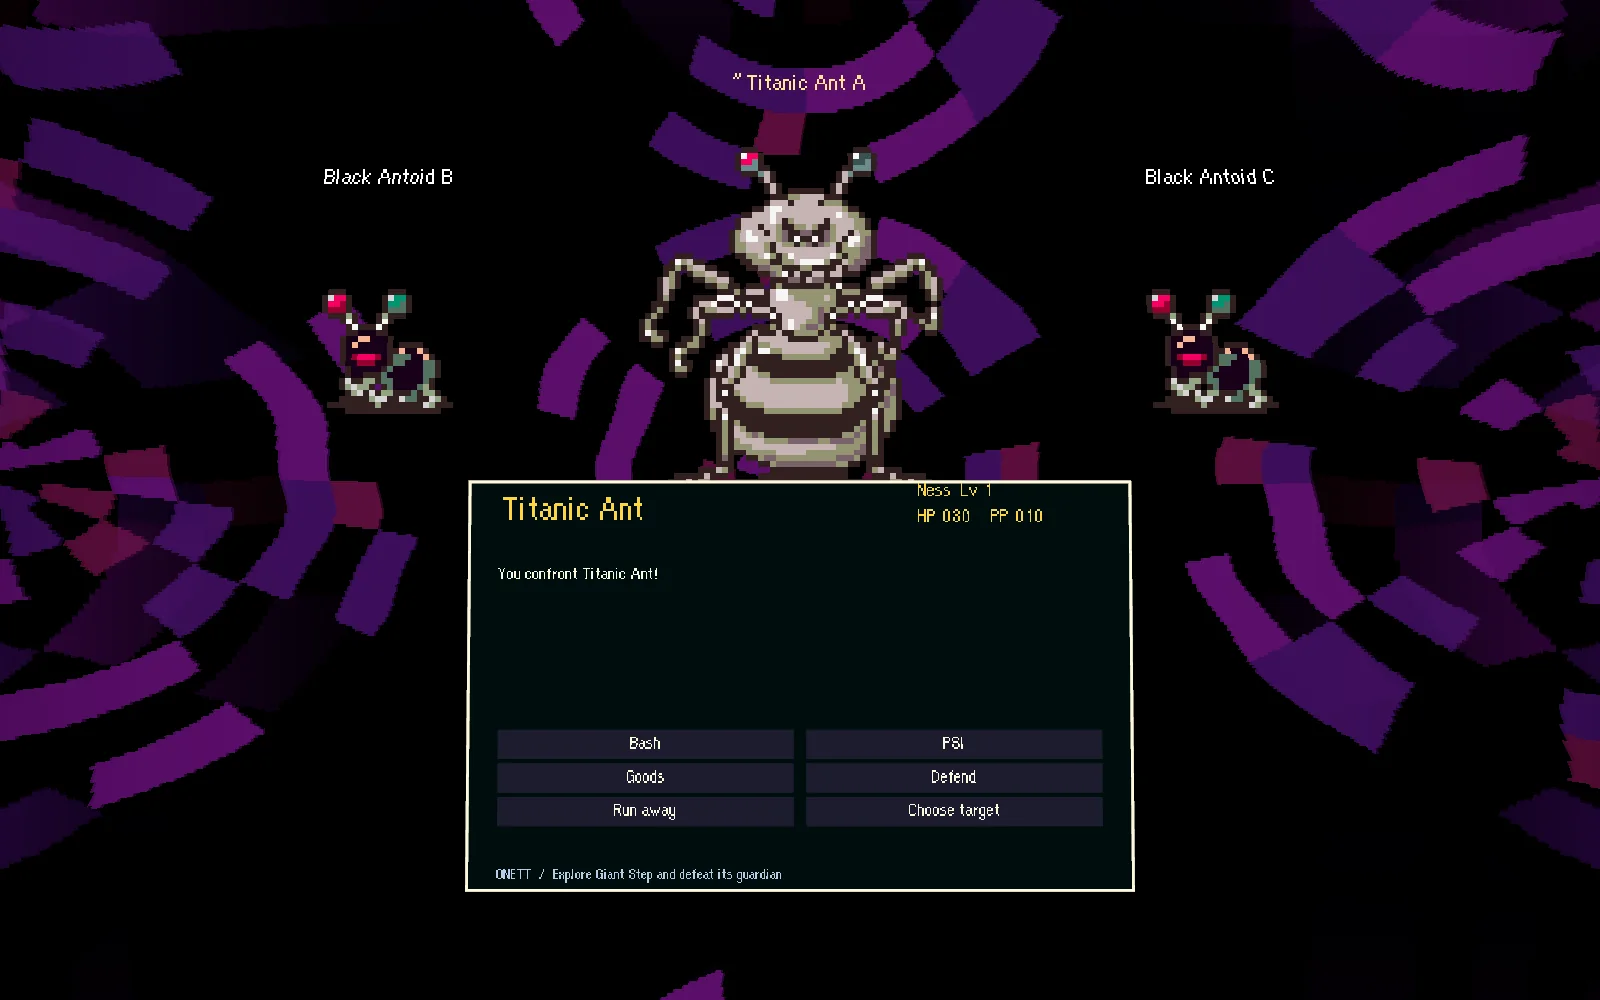 ” Titanic Ant A
Black Antoid B
Black Antoid C
Titanic Ant
Ness Lv 1
HP 030 PP 010
You confront Titanic Ant!
Bash
PSI
Goods
Defend
Run away
Choose target
ONETT / Explore Giant Step and defeat its guardian